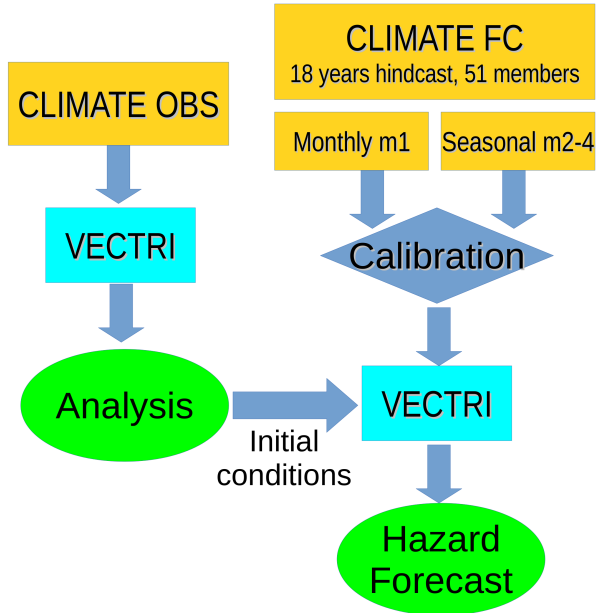 CLIMATE FC
18 years hindcast, 51 members
CLIMATE OBS
Monthly m1
Seasonal m2-4
VECTRI
Calibration
Analysis
VECTRI
Initial
conditions
Hazard
Forecast